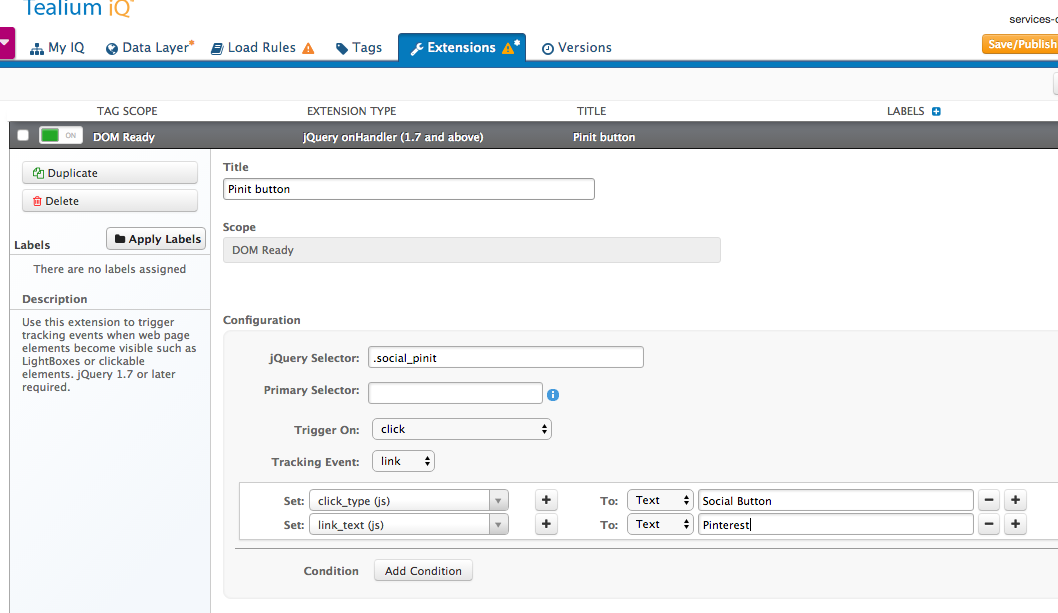 Tealium iQ
services-
My IQ Data Layer* Load Rules Tags Extensions * Versions
Save/Publish
TAG SCOPE EXTENSION TYPE TITLE LABELS
ON DOM Ready jQuery onHandler (1.7 and above) Pinit button
Duplicate
Delete
Labels Apply Labels
There are no labels assigned
Description
Use this extension to trigger
tracking events when web page
elements become visible such as
LightBoxes or clickable
elements. jQuery 1.7 or later
required.
Title
Pinit button
Scope
DOM Ready
Configuration
jQuery Selector: .social_pinit
Primary Selector:
Trigger On: click
Tracking Event: link
Set: click_type (js) To: Text Social Button
Set: link_text (js) To: Text Pinterest
Condition Add Condition